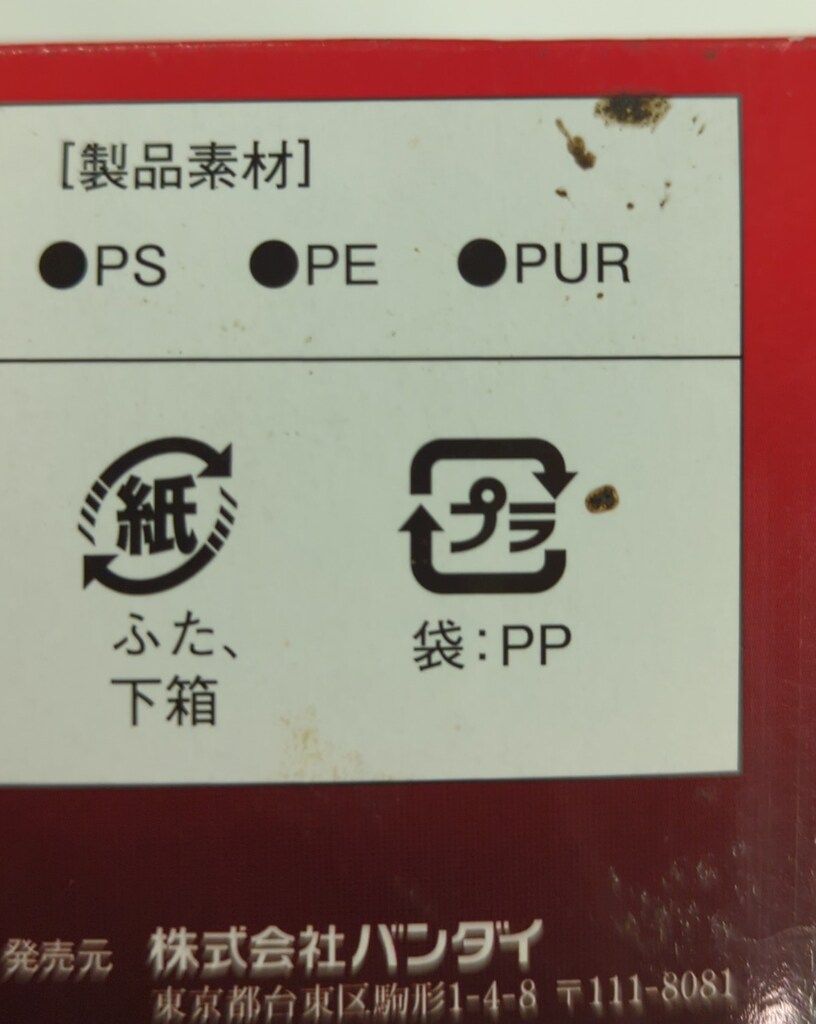 [製品素材]
●PS ●PE ●PUR
紙
プラ
ふた、
下箱
袋：PP
発売元 株式会社バンダイ
東京都台東区駒形1-4-8 〒111-8081